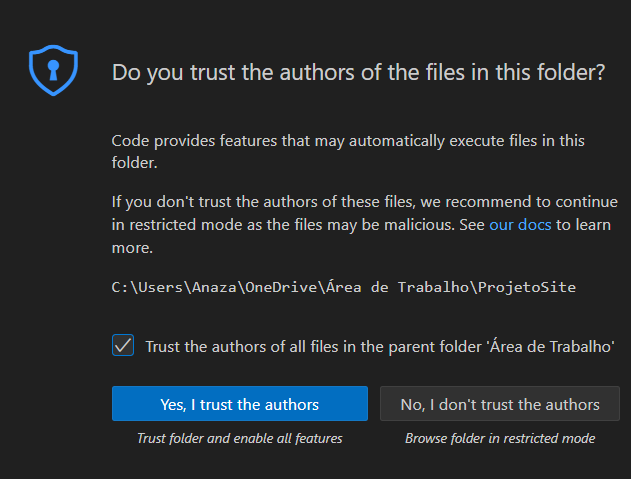 Do you trust the authors of the files in this folder?
Code provides features that may automatically execute files in this
folder.
If you don't trust the authors of these files, we recommend to continue
in restricted mode as the files may be malicious. See our docs to learn
more.
C:\Users\Anaza\OneDrive\Área de Trabalho\ProjetoSite
Trust the authors of all files in the parent folder 'Área de Trabalho'
Yes, I trust the authors
No, I don't trust the authors
Trust folder and enable all features
Browse folder in restricted mode